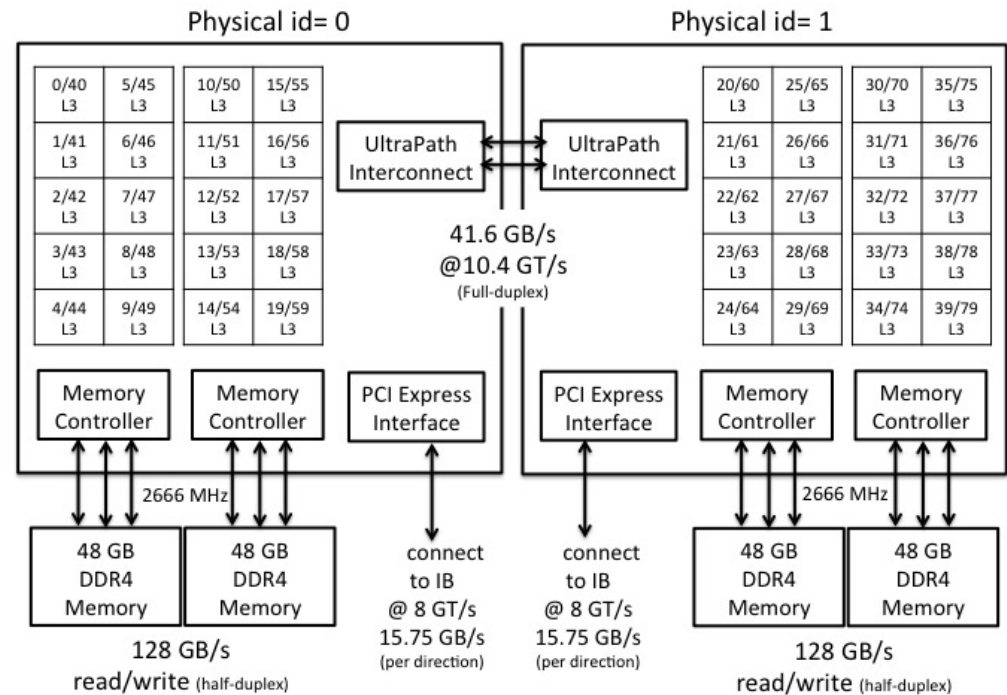 Physical id= 0
Physical id= 1
0/40 5/45 10/50 15/55
L3 L3 L3 L3
1/41 6/46 11/51 16/56
L3 L3 L3 L3
2/42 7/47 12/52 17/57
L3 L3 L3 L3
3/43 8/48 13/53 18/58
L3 L3 L3 L3
4/44 9/49 14/54 19/59
L3 L3 L3 L3
UltraPath
Interconnect
UltraPath
Interconnect
41.6 GB/s
@10.4 GT/s
(Full-duplex)
20/60 25/65 30/70 35/75
L3 L3 L3 L3
21/61 26/66 31/71 36/76
L3 L3 L3 L3
22/62 27/67 32/72 37/77
L3 L3 L3 L3
23/63 28/68 33/73 38/78
L3 L3 L3 L3
24/64 29/69 34/74 39/79
L3 L3 L3 L3
Memory
Controller
Memory
Controller
PCI Express
Interface
PCI Express
Interface
Memory
Controller
Memory
Controller
2666 MHz
2666 MHz
48 GB
DDR4
Memory
48 GB
DDR4
Memory
connect
to IB
@ 8 GT/s
15.75 GB/s
(per direction)
connect
to IB
@ 8 GT/s
15.75 GB/s
(per direction)
48 GB
DDR4
Memory
48 GB
DDR4
Memory
128 GB/s
read/write (half-duplex)
128 GB/s
read/write (half-duplex)